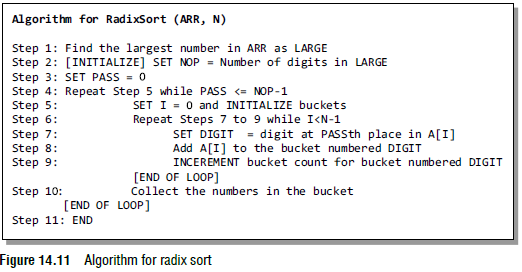 Algorithm for RadixSort (ARR, N)
Step 1: Find the largest number in ARR as LARGE
Step 2: [INITIALIZE] SET NOP = Number of digits in LARGE
Step 3: SET PASS = 0
Step 4: Repeat Step 5 while PASS <= NOP-1
Step 5: SET I = 0 and INITIALIZE buckets
Step 6: Repeat Steps 7 to 9 while I<N-1
Step 7: SET DIGIT = digit at PASSth place in A[I]
Step 8: Add A[I] to the bucket numbered DIGIT
Step 9: INCEREMENT bucket count for bucket numbered DIGIT
[END OF LOOP]
Step 10: Collect the numbers in the bucket
[END OF LOOP]
Step 11: END
Figure 14.11 Algorithm for radix sort